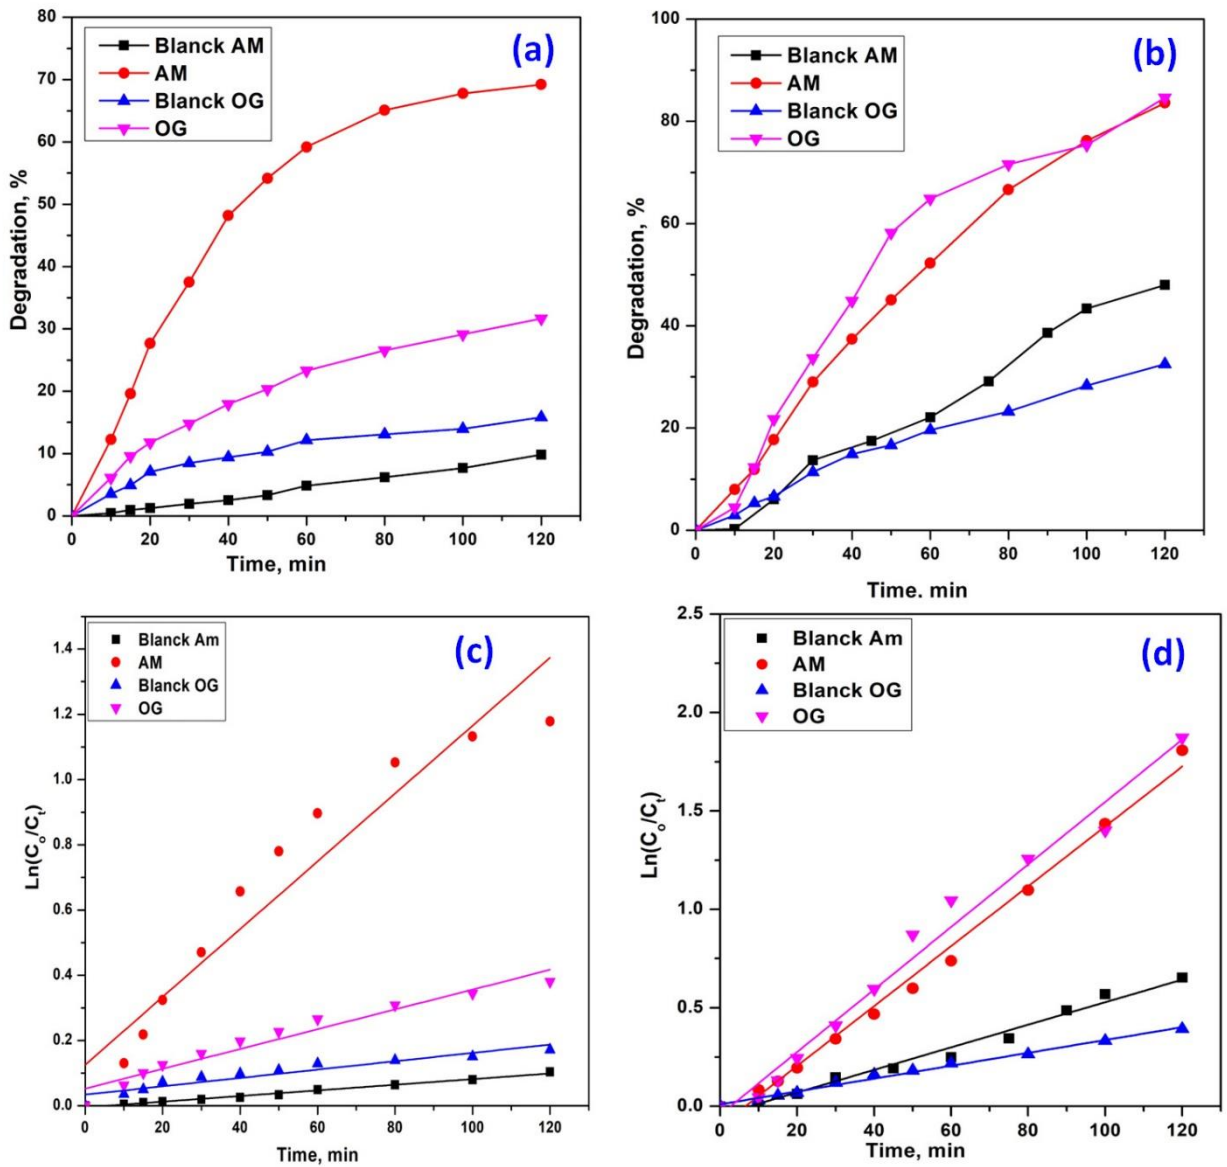 (a)
Blanck AM
AM
Blanck OG
OG
Degradation, %
80
70
60
50
40
30
20
10
0
0 20 40 60 80 100 120
Time, min
(b)
Blanck AM
AM
Blanck OG
OG
Degradation, %
100
80
60
40
20
0
0 20 40 60 80 100 120
Time. min
(c)
Blanck Am
AM
Blanck OG
OG
Ln(Co/Ct)
1.4
1.2
1.0
0.8
0.6
0.4
0.2
0.0
0 20 40 60 80 100 120
Time, min
(d)
Blanck Am
AM
Blanck OG
OG
Ln(Co/Ct)
2.5
2.0
1.5
1.0
0.5
0.0
0 20 40 60 80 100 120
Time, min